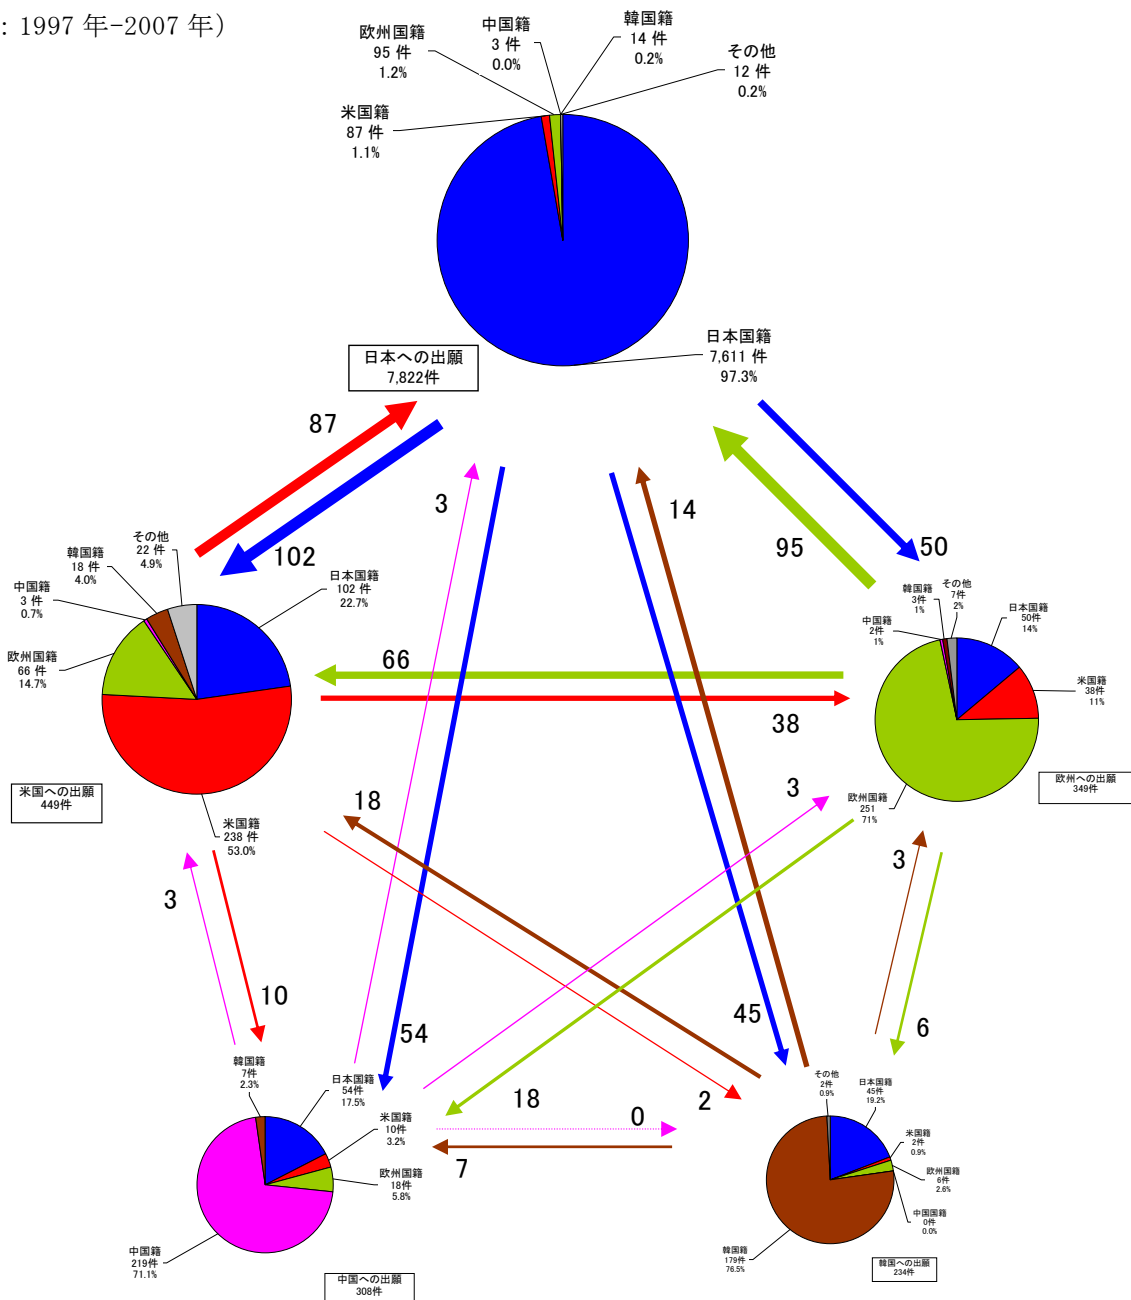 : 1997 年-2007 年)
欧州国籍
95 件
1.2%
中国籍
3 件
0.0%
韓国籍
14 件
0.2%
その他
12 件
0.2%
米国籍
87 件
1.1%
日本国籍
7,611 件
97.3%
日本への出願
7,822件
87
102
3
14
95
50
その他
22 件
4.9%
韓国籍
18 件
4.0%
中国籍
3 件
0.7%
欧州国籍
66 件
14.7%
日本国籍
102 件
22.7%
米国籍
238 件
53.0%
米国への出願
449件
66
38
その他
7件
2%
韓国籍
3件
1%
中国籍
2件
1%
日本国籍
50件
14%
米国籍
38件
11%
欧州国籍
251
71%
欧州への出願
349件
18
3
3
3
10
54
45
6
18
0
2
7
韓国籍
7件
2.3%
日本国籍
54件
17.5%
米国籍
10件
3.2%
欧州国籍
18件
5.8%
中国籍
219件
71.1%
中国への出願
308件
その他
2件
0.9%
日本国籍
45件
19.2%
米国籍
2件
0.9%
欧州国籍
6件
2.6%
中国国籍
0件
0.0%
韓国籍
179件
76.5%
韓国への出願
234件